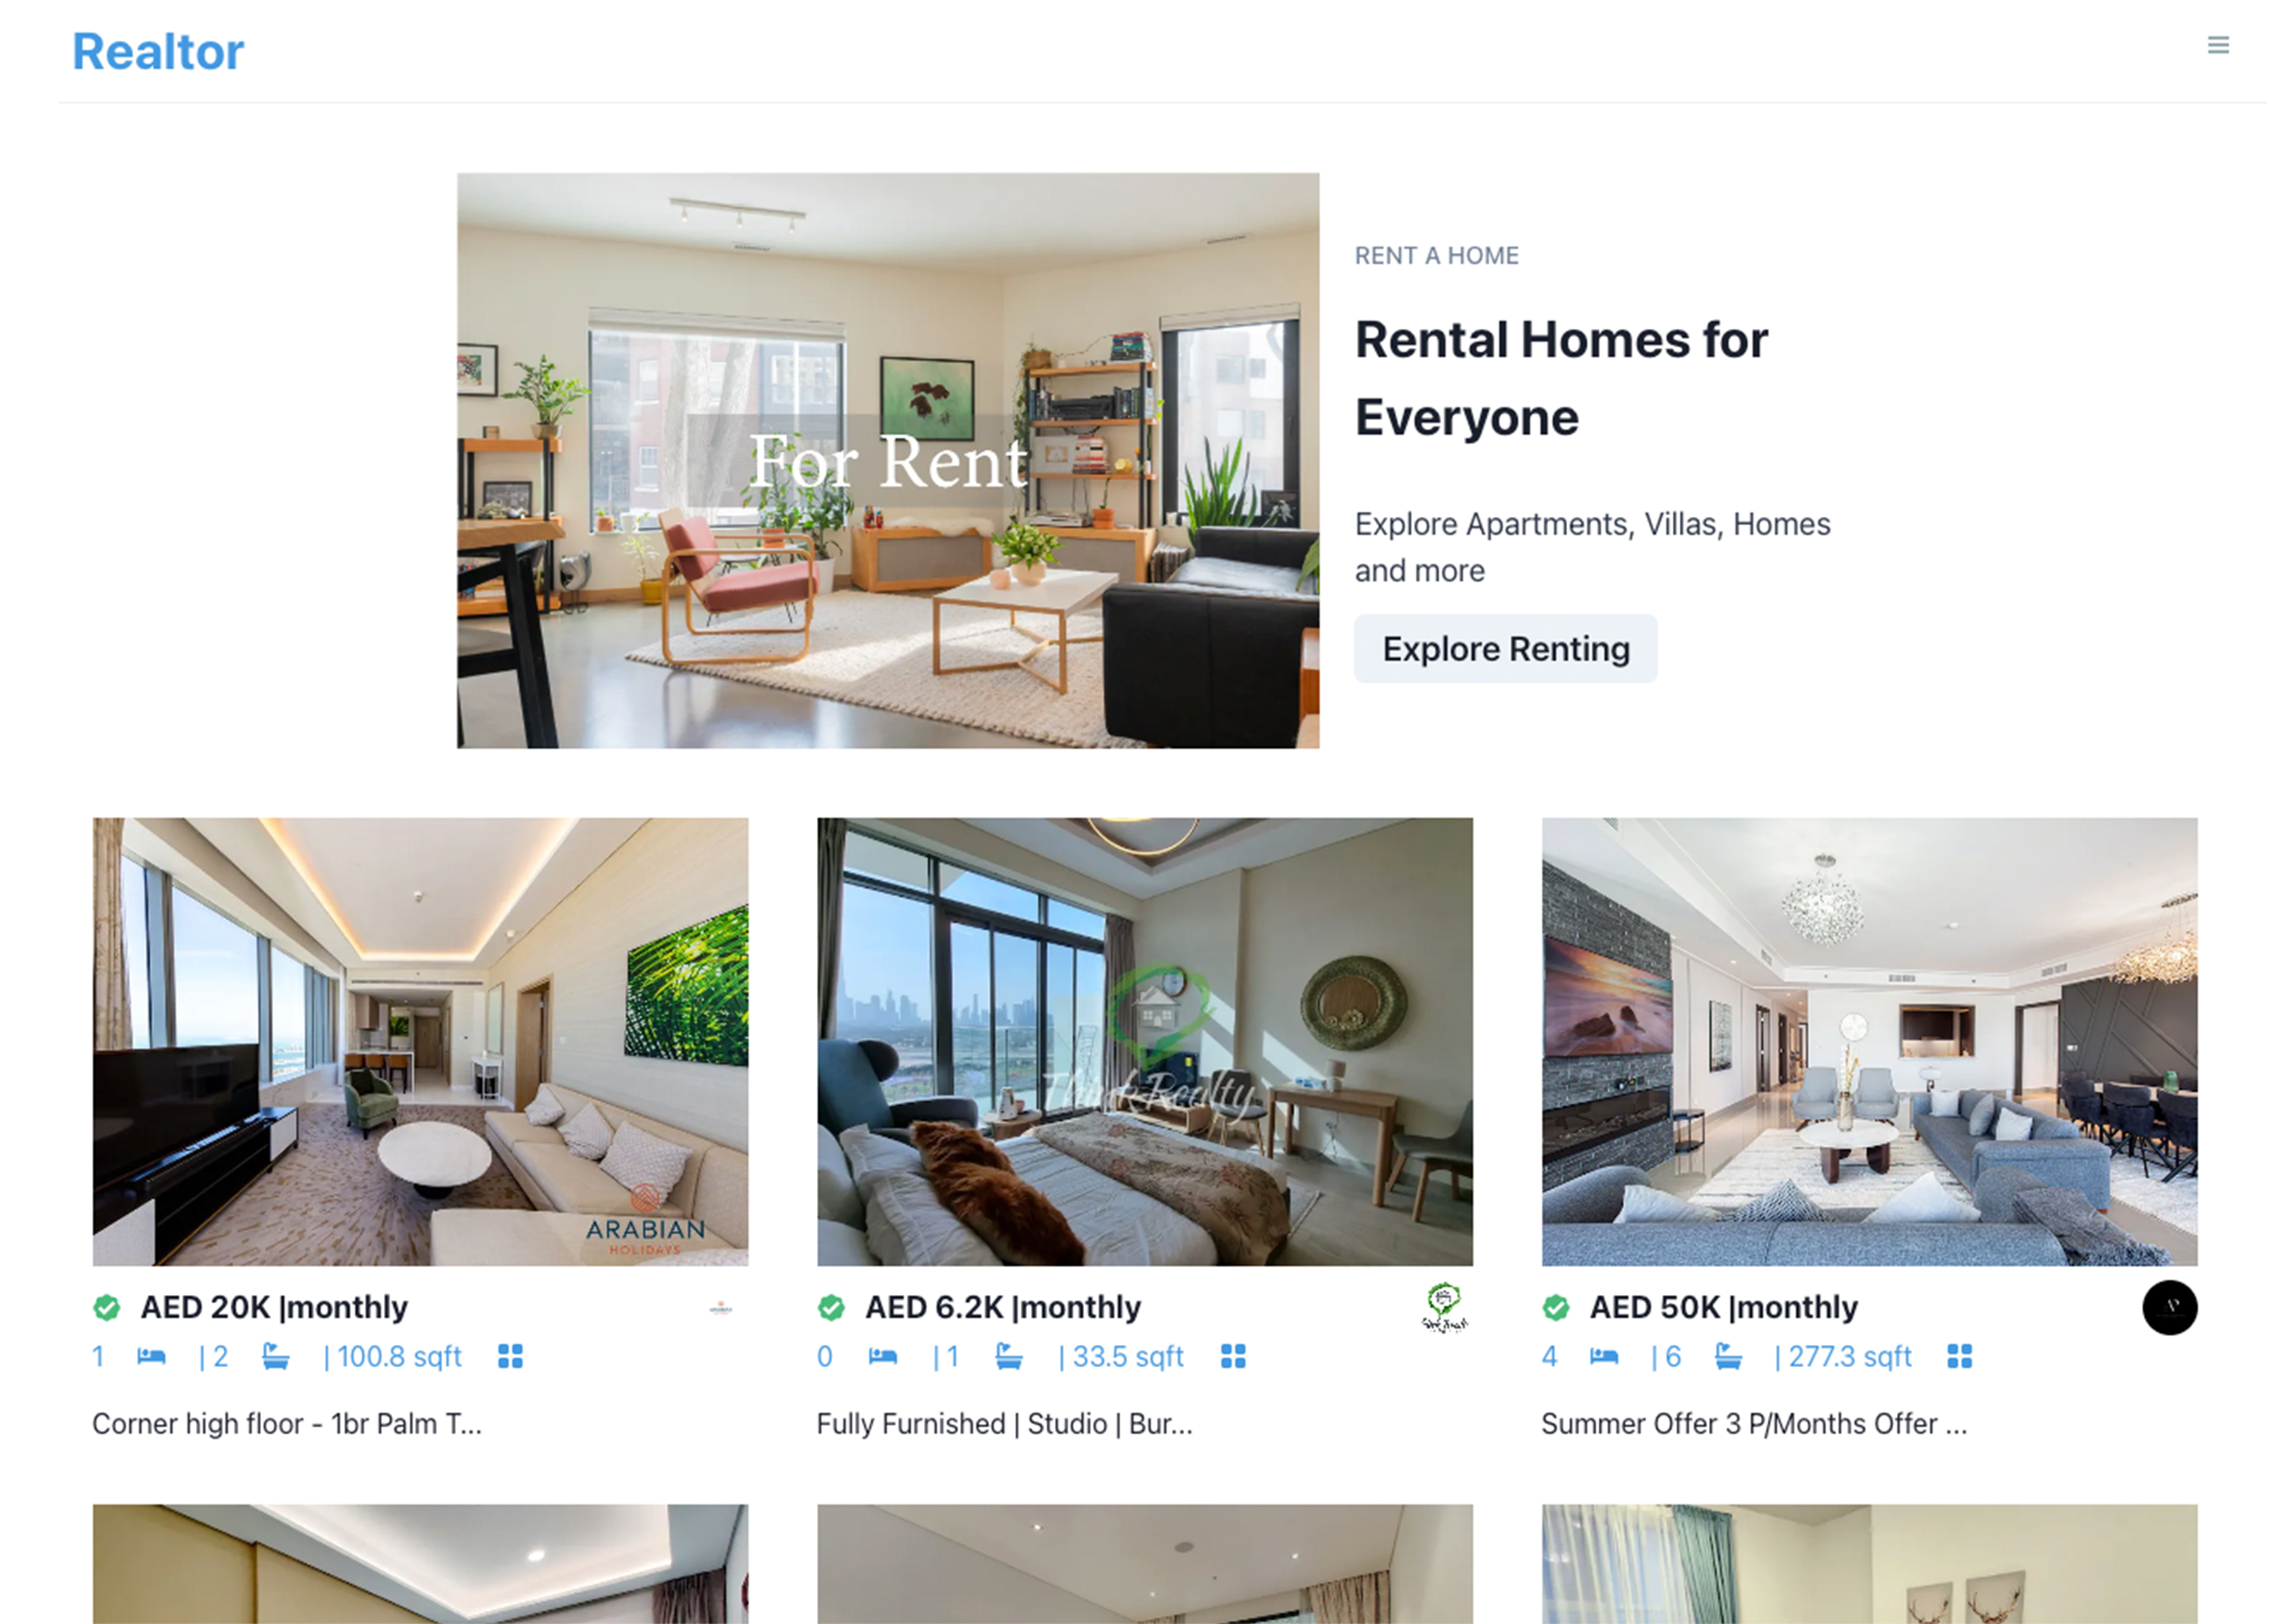 Realtor
For Rent
RENT A HOME
Rental Homes for
Everyone
Explore Apartments, Villas, Homes
and more
Explore Renting
ARABIAN
HOLIDAYS
Think Realty
AED 20K |monthly
1 | 2 | 100.8 sqft
Corner high floor - 1br Palm T...
AED 6.2K |monthly
0 | 1 | 33.5 sqft
Fully Furnished | Studio | Bur...
AED 50K |monthly
4 | 6 | 277.3 sqft
Summer Offer 3 P/Months Offer ...